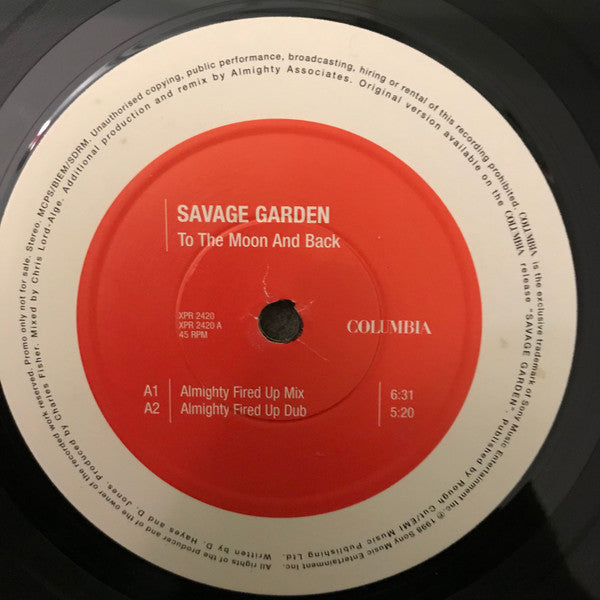 SAVAGE GARDEN
To The Moon And Back
XPR 2420
XPR 2420 A
45 RPM
COLUMBIA
A1 Almighty Fired Up Mix 6:31
A2 Almighty Fired Up Dub 5:20
All rights of the producer and of the owner of the recorded work reserved. Promo only not for sale. Stereo. MCPS/BIEM/SDRM. Unauthorised copying, public performance, broadcasting, hiring or rental of this recording prohibited. COLUMBIA is the exclusive trademark of Sony Music Entertainment Inc. ℗ 1998 Sony Music Entertainment Inc.
Written by D. Hayes and D. Jones. Produced by Charles Fisher. Mixed by Chris Lord-Alge. Additional production and remix by Almighty Associates. Original version available on the COLUMBIA release "SAVAGE GARDEN". Published by Rough Cut/EMI Music Publishing Ltd.